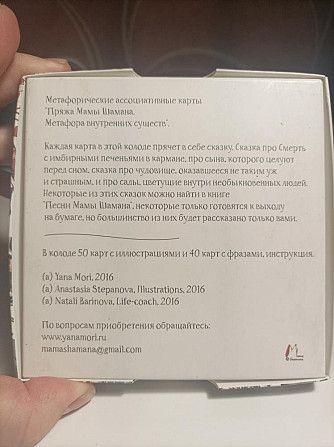 Метафорические ассоциативные карты
"Пряжа Мамы Шамана.
Метафора внутренних существ".
Каждая карта в этой колоде прячет в себе сказку. Сказка про Смерть
с имбирными печеньями в кармане, про сына, которого целуют
перед сном, сказка про чудовище, оказавшееся не таким уж
и страшным, и про сады, цветущие внутри необыкновенных людей.
Некоторые из этих сказок можно найти в книге
"Песни Мамы Шамана", некоторые только готовятся к выходу
на бумаге, но большинство из них будет рассказано только вами.
В колоде 50 карт с иллюстрациями и 40 карт с фразами, инструкция.
(a) Yana Mori, 2016
(a) Anastasia Stepanova, Illustrations, 2016
(a) Natali Barinova, Life-coach, 2016
По вопросам приобретения обращайтесь:
www.yanamori.ru
mamashamana@gmail.com